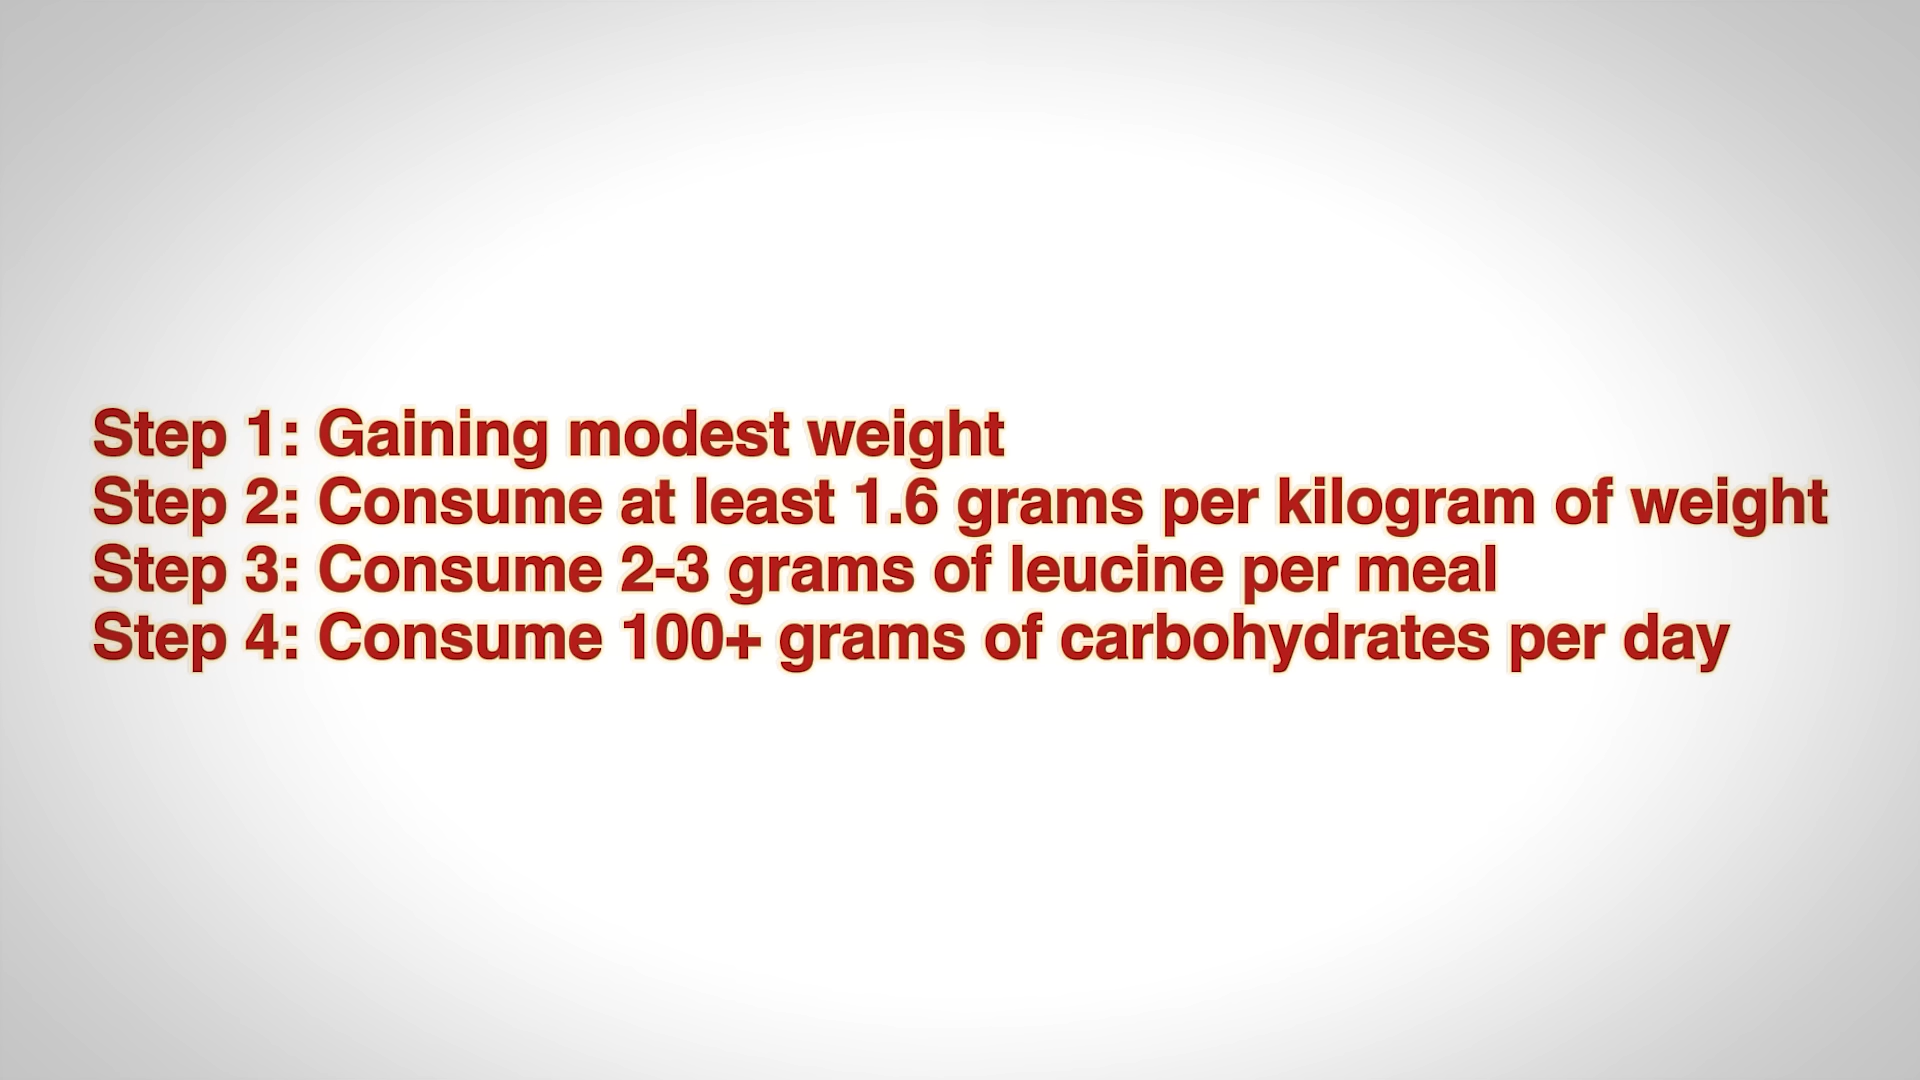 Step 1: Gaining modest weight
Step 2: Consume at least 1.6 grams per kilogram of weight
Step 3: Consume 2-3 grams of leucine per meal
Step 4: Consume 100+ grams of carbohydrates per day